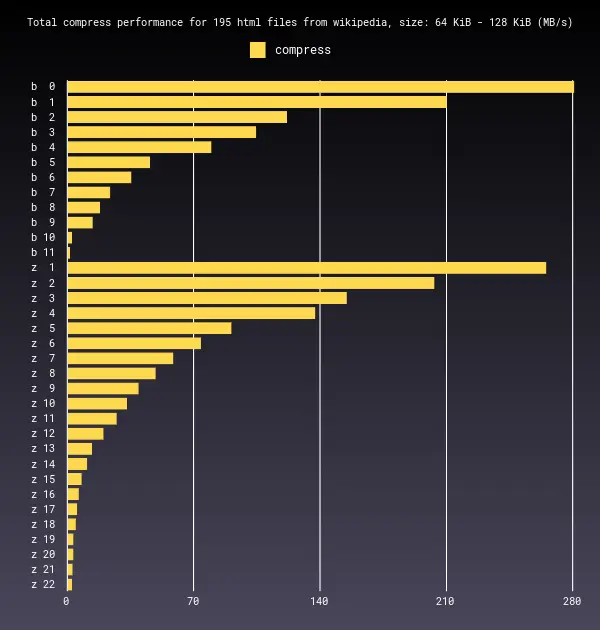 Total compress performance for 195 html files from wikipedia, size: 64 KiB - 128 KiB (MB/s)
compress
b 0
b 1
b 2
b 3
b 4
b 5
b 6
b 7
b 8
b 9
b 10
b 11
z 1
z 2
z 3
z 4
z 5
z 6
z 7
z 8
z 9
z 10
z 11
z 12
z 13
z 14
z 15
z 16
z 17
z 18
z 19
z 20
z 21
z 22
0 70 140 210 280